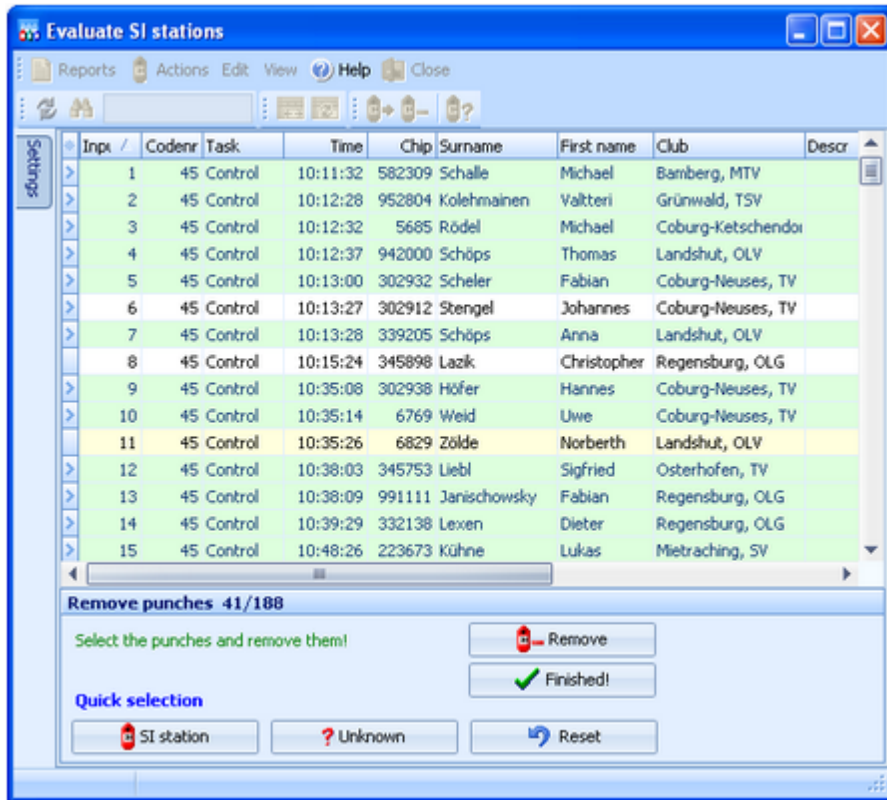 Evaluate SI stations
Reports Actions Edit View Help Close
Settings
Inpu Codenr Task Time Chip Surname First name Club Descr
1 45 Control 10:11:32 582309 Schalle Michael Bamberg, MTV
2 45 Control 10:12:28 952804 Kolehmainen Valtteri Grünwald, TSV
3 45 Control 10:12:32 5685 Rödel Michael Coburg-Ketschendo
4 45 Control 10:12:37 942000 Schöps Thomas Landshut, OLV
5 45 Control 10:13:00 302932 Scheler Fabian Coburg-Neuses, TV
6 45 Control 10:13:27 302912 Stengel Johannes Coburg-Neuses, TV
7 45 Control 10:13:28 339205 Schöps Anna Landshut, OLV
8 45 Control 10:15:24 345898 Lazik Christopher Regensburg, OLG
9 45 Control 10:35:08 302938 Höfer Hannes Coburg-Neuses, TV
10 45 Control 10:35:14 6769 Weid Uwe Coburg-Neuses, TV
11 45 Control 10:35:26 6829 Zölde Norberth Landshut, OLV
12 45 Control 10:38:03 345753 Liebl Sigfried Osterhofen, TV
13 45 Control 10:38:09 991111 Janischowsky Fabian Regensburg, OLG
14 45 Control 10:39:29 332138 Lexen Dieter Regensburg, OLG
15 45 Control 10:48:26 223673 Kühne Lukas Mietraching, SV
Remove punches 41/188
Select the punches and remove them!
Remove
Finished!
Quick selection
SI station ? Unknown Reset